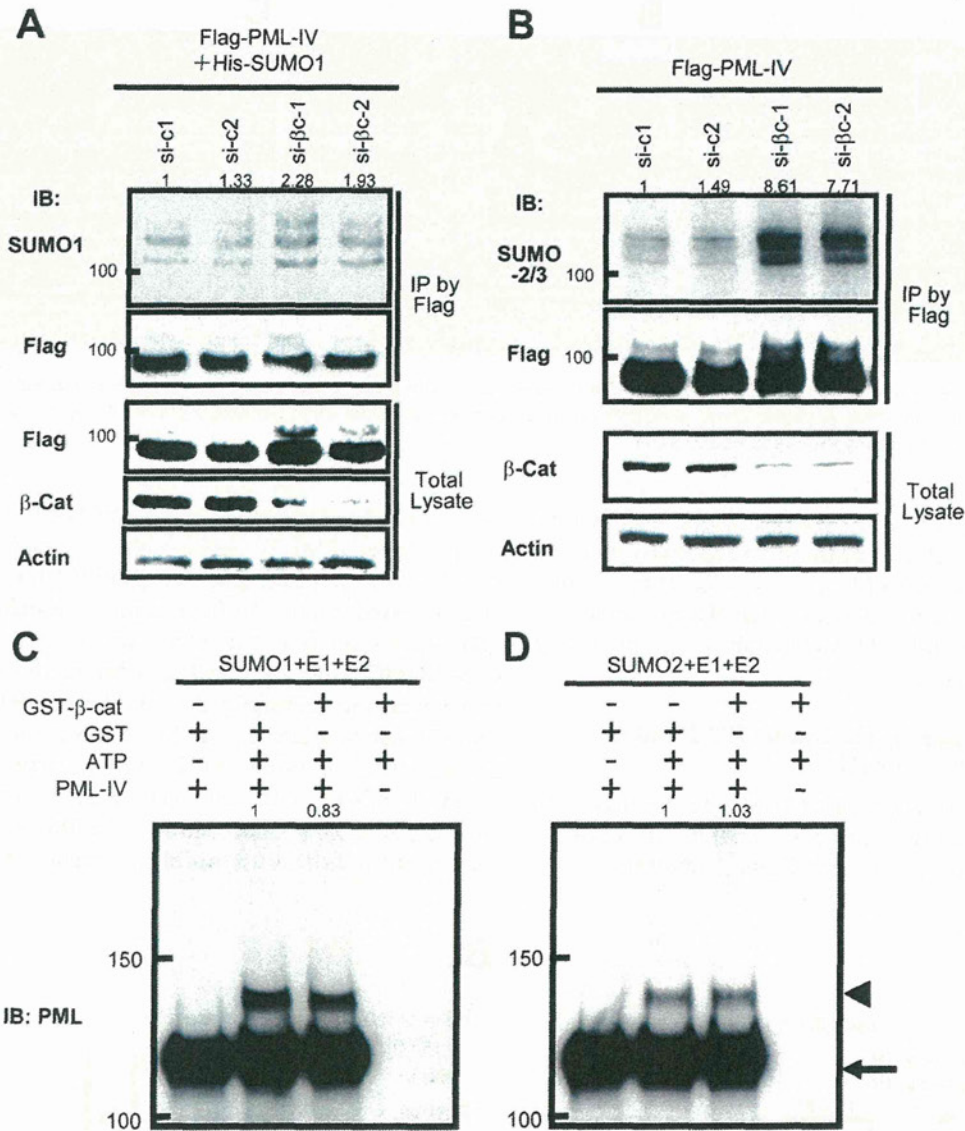 A
Flag-PML-IV
+His-SUMO1
si-c1
si-c2
si-βc-1
si-βc-2
1 1.33 2.28 1.93
IB:
SUMO1
100
Flag
100
IP by
Flag
Flag
100
β-Cat
Actin
Total
Lysate
B
Flag-PML-IV
si-c1
si-c2
si-βc-1
si-βc-2
1 1.49 8.61 7.71
IB:
SUMO
-2/3
100
Flag
100
IP by
Flag
β-Cat
Actin
Total
Lysate
C
SUMO1+E1+E2
GST-β-cat - - + +
GST + + - -
ATP - + + +
PML-IV + + + -
1 0.83
150
IB: PML
100
D
SUMO2+E1+E2
- - + +
+ + - -
- + + +
+ + + -
1 1.03
150
100